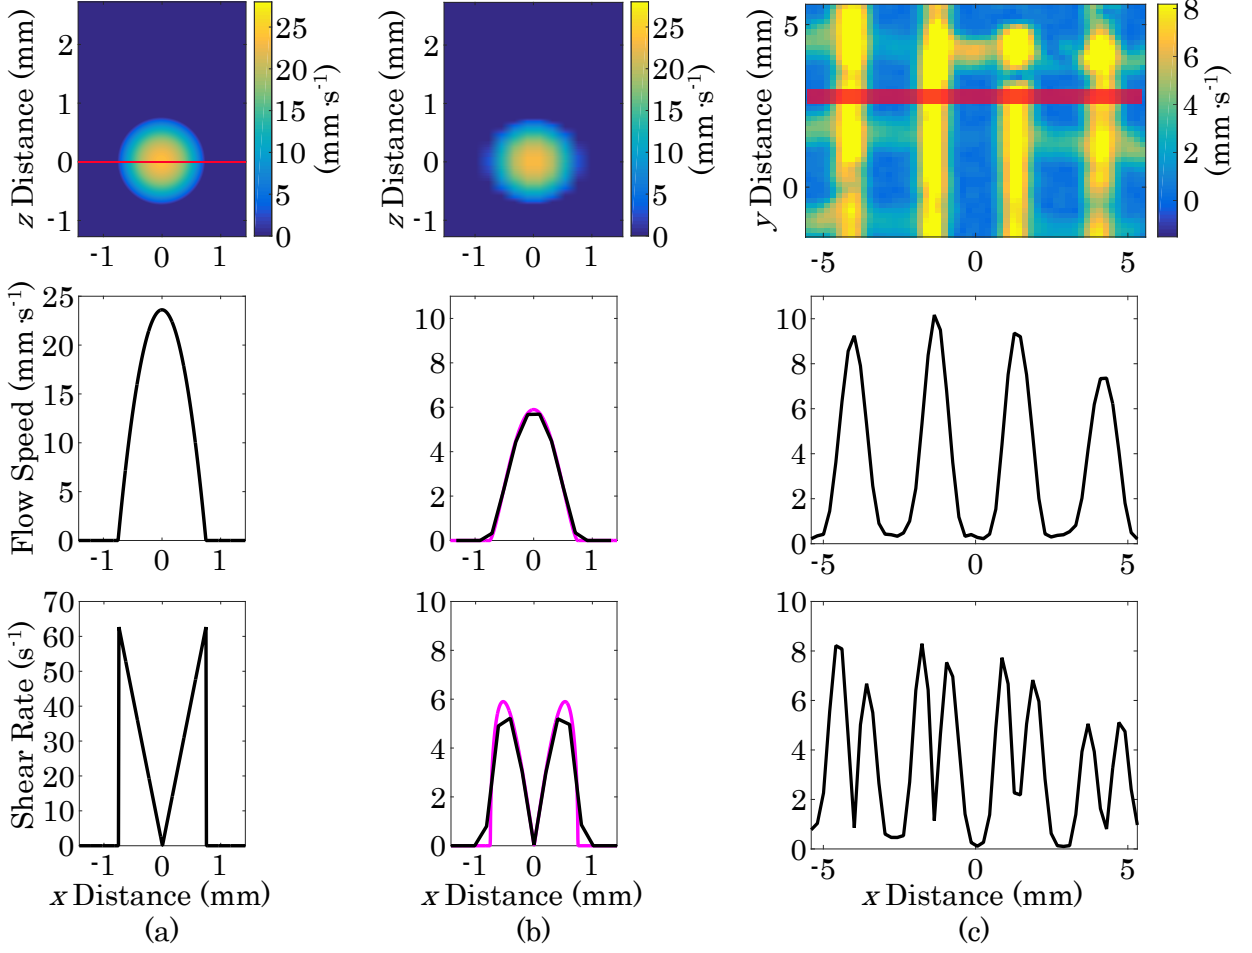 z Distance (mm)
2
1
0
-1
-1 0 1
25
20
15
10
5
0
(mm ·s⁻¹)
z Distance (mm)
2
1
0
-1
-1 0 1
25
20
15
10
5
0
(mm ·s⁻¹)
y Distance (mm)
5
0
-5 0 5
8
6
4
2
0
(mm ·s⁻¹)
Flow Speed (mm ·s⁻¹)
25
20
15
10
5
0
-1 0 1
10
8
6
4
2
0
-1 0 1
10
8
6
4
2
0
-5 0 5
Shear Rate (s⁻¹)
70
60
50
40
30
20
10
0
-1 0 1
x Distance (mm)
(a)
10
8
6
4
2
0
-1 0 1
x Distance (mm)
(b)
10
8
6
4
2
0
-5 0 5
x Distance (mm)
(c)